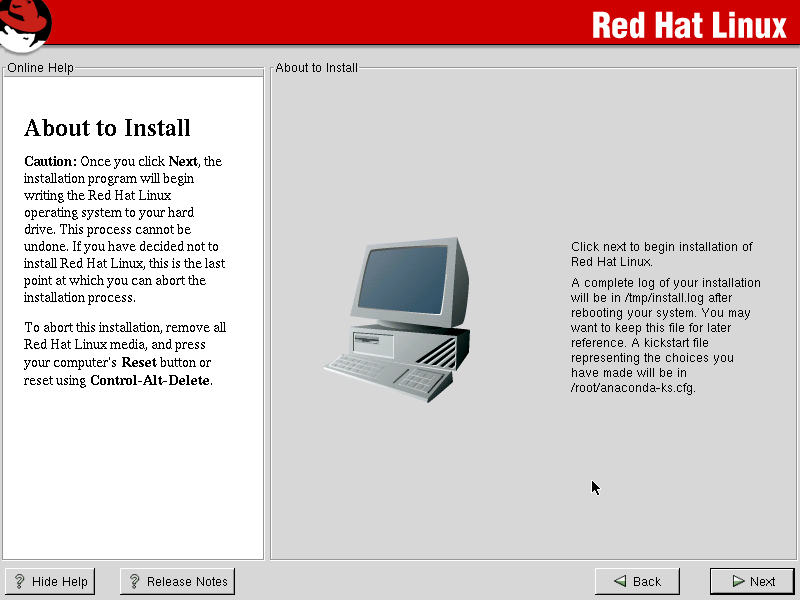 Red Hat Linux
Online Help
About to Install
Caution: Once you click Next, the
installation program will begin
writing the Red Hat Linux
operating system to your hard
drive. This process cannot be
undone. If you have decided not to
install Red Hat Linux, this is the last
point at which you can abort the
installation process.
To abort this installation, remove all
Red Hat Linux media, and press
your computer's Reset button or
reset using Control-Alt-Delete.
About to Install
Click next to begin installation of
Red Hat Linux.
A complete log of your installation
will be in /tmp/install.log after
rebooting your system. You may
want to keep this file for later
reference. A kickstart file
representing the choices you
have made will be in
/root/anaconda-ks.cfg.
Hide Help
Release Notes
Back
Next